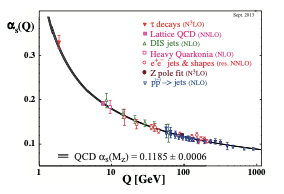 Sept. 2013
αs(Q)
τ decays (N³LO)
Lattice QCD (NNLO)
DIS jets (NLO)
Heavy Quarkonia (NLO)
e⁺e⁻ jets & shapes (res. NNLO)
Z pole fit (N³LO)
pp̄ –> jets (NLO)
0.3
0.2
0.1
QCD αs(Mz) = 0.1185 ± 0.0006
1 10 100 1000
Q [GeV]